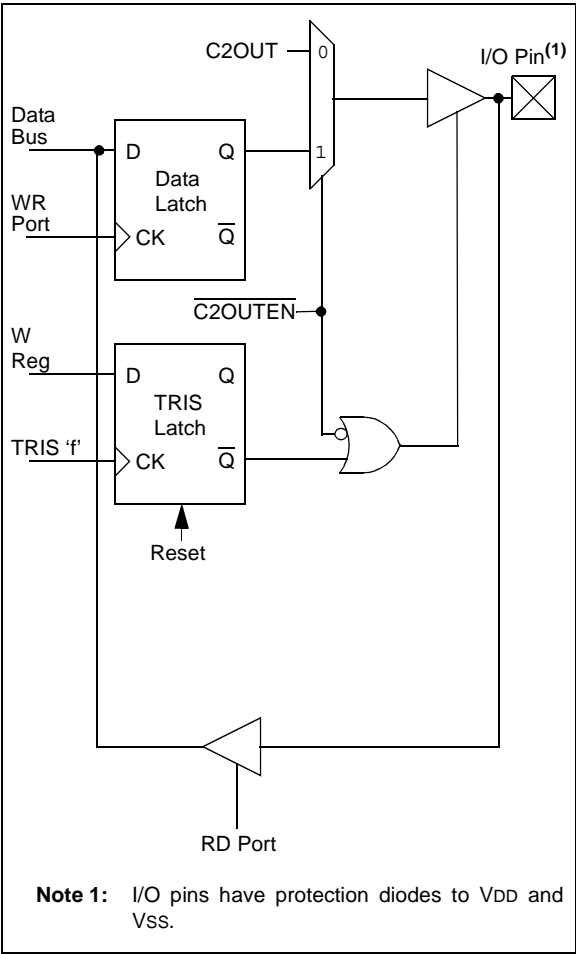 C2OUT
0
I/O Pin(1)
Data
Bus
D
Q
1
Data
Latch
WR
Port
CK
Q̅
C̅2̅O̅U̅T̅E̅N̅
W
Reg
D
Q
TRIS
Latch
TRIS ‘f’
CK
Q̅
Reset
RD Port
Note 1: I/O pins have protection diodes to VDD and
VSS.